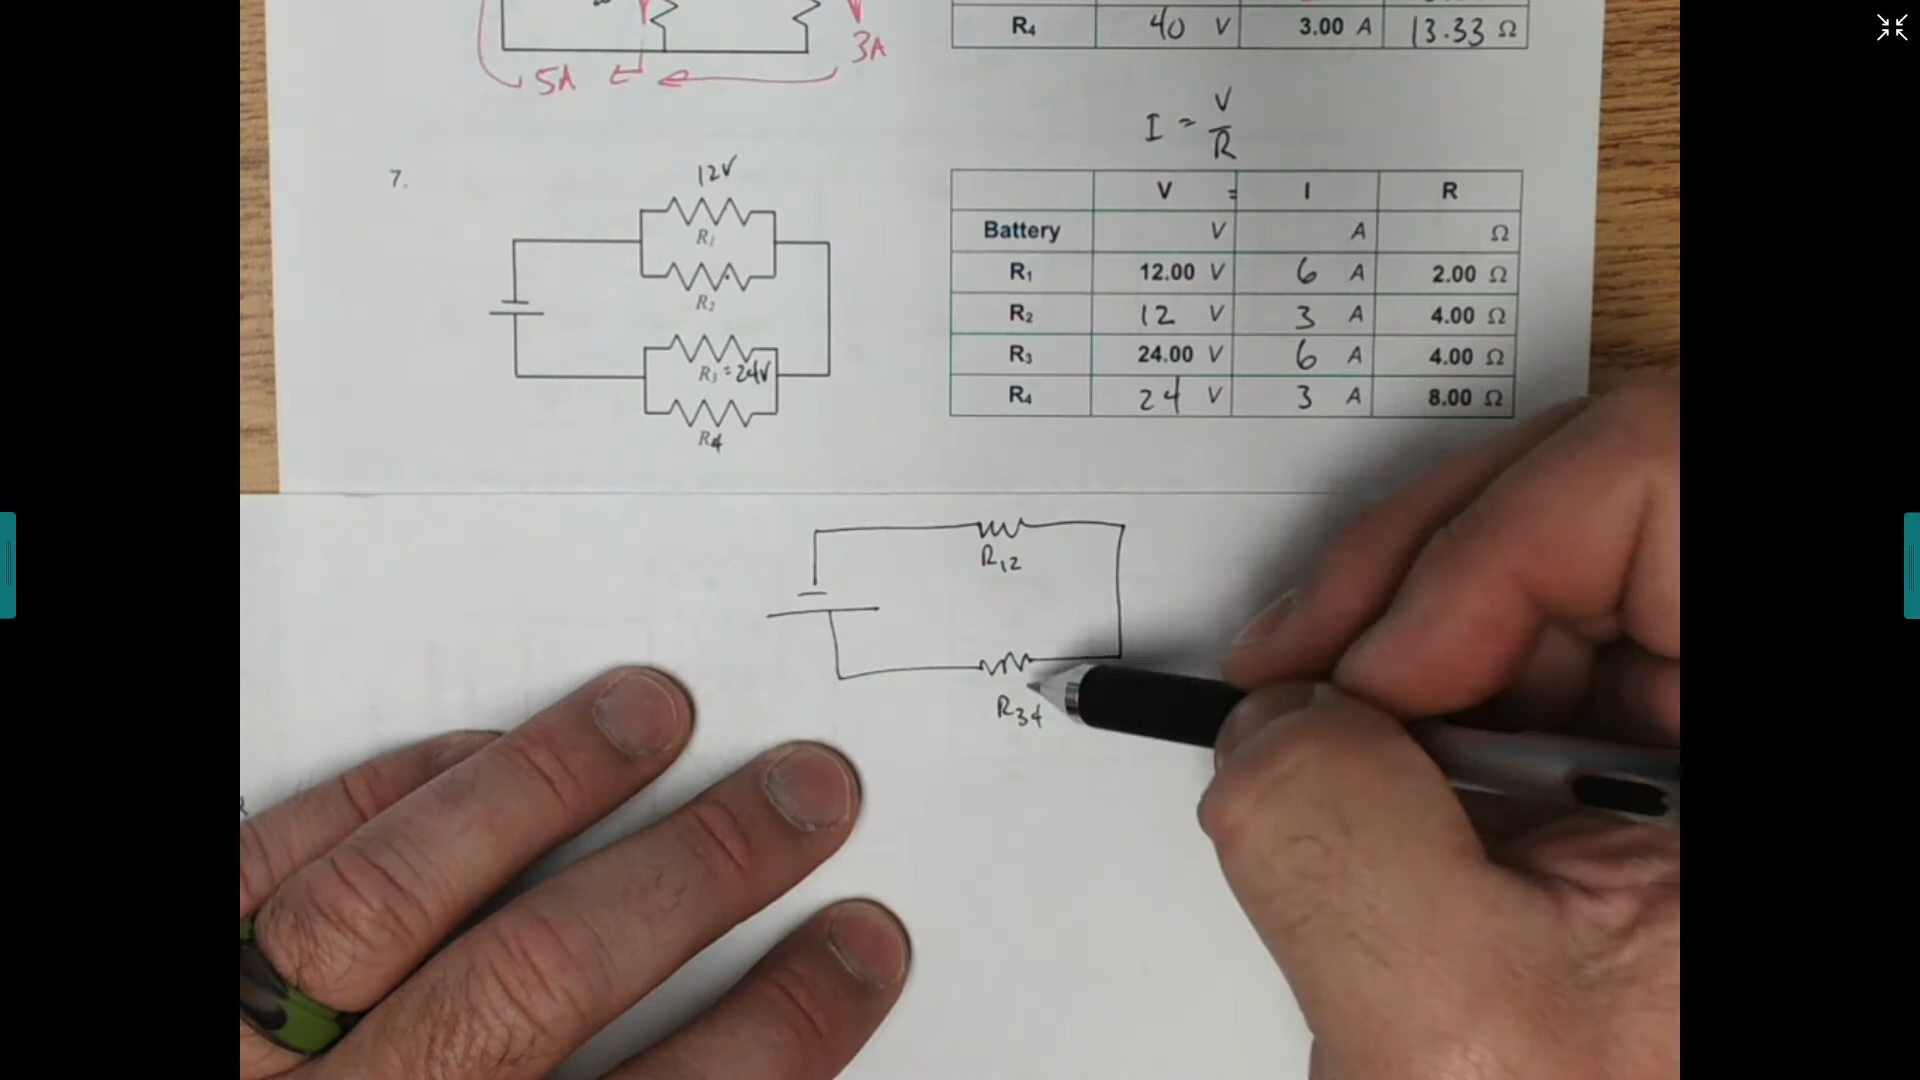 R₄ 40 V 3.00 A 13.33 Ω
3A
5A
I = V/R
7.
12V
R₁
R₂
R₃ = 24V
R4
V = I R
Battery V A Ω
R₁ 12.00 V 6 A 2.00 Ω
R₂ 12 V 3 A 4.00 Ω
R₃ 24.00 V 6 A 4.00 Ω
R₄ 24 V 3 A 8.00 Ω
R₁₂
R₃₄